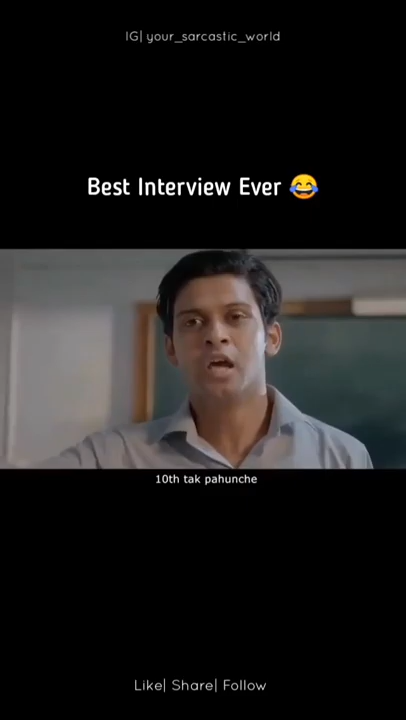 IG| your_sarcastic_world
Best Interview Ever 😂
10th tak pahunche
Like| Share| Follow